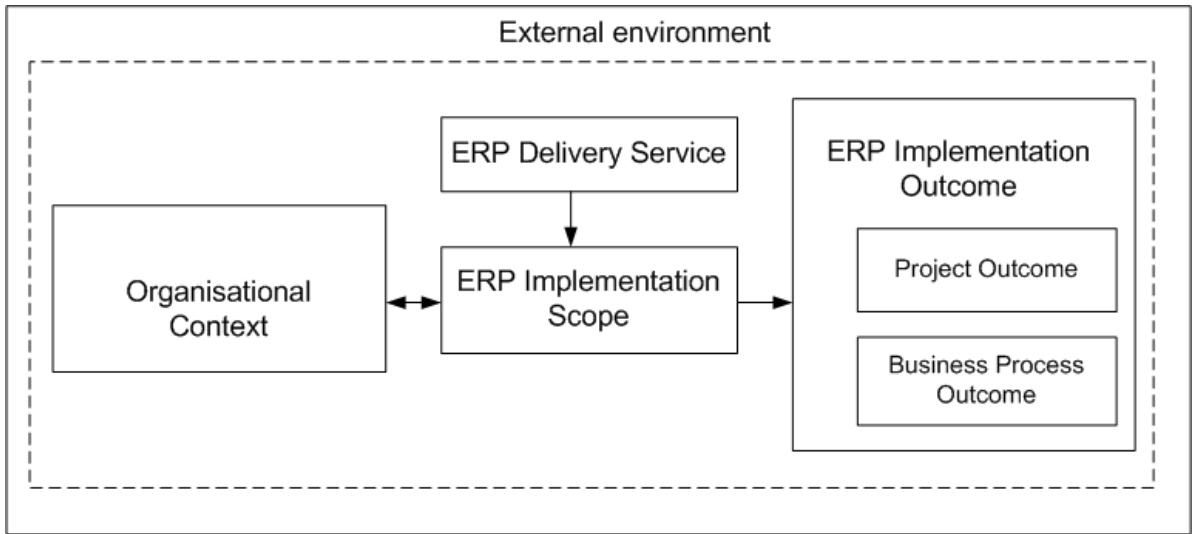 External environment
ERP Delivery Service
Organisational
Context
ERP Implementation
Scope
ERP Implementation
Outcome
Project Outcome
Business Process
Outcome